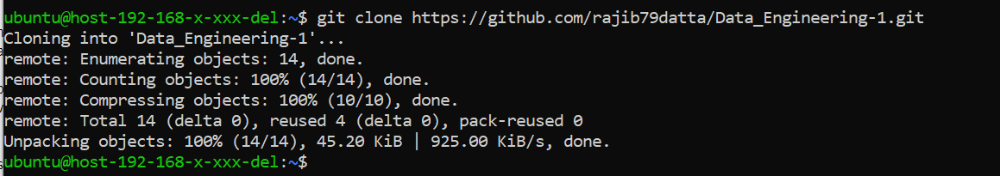 ubuntu@host-192-168-x-xxx-del:~$ git clone https://github.com/rajib79datta/Data_Engineering-1.git
Cloning into 'Data_Engineering-1'...
remote: Enumerating objects: 14, done.
remote: Counting objects: 100% (14/14), done.
remote: Compressing objects: 100% (10/10), done.
remote: Total 14 (delta 0), reused 4 (delta 0), pack-reused 0
Unpacking objects: 100% (14/14), 45.20 KiB | 925.00 KiB/s, done.
ubuntu@host-192-168-x-xxx-del:~$